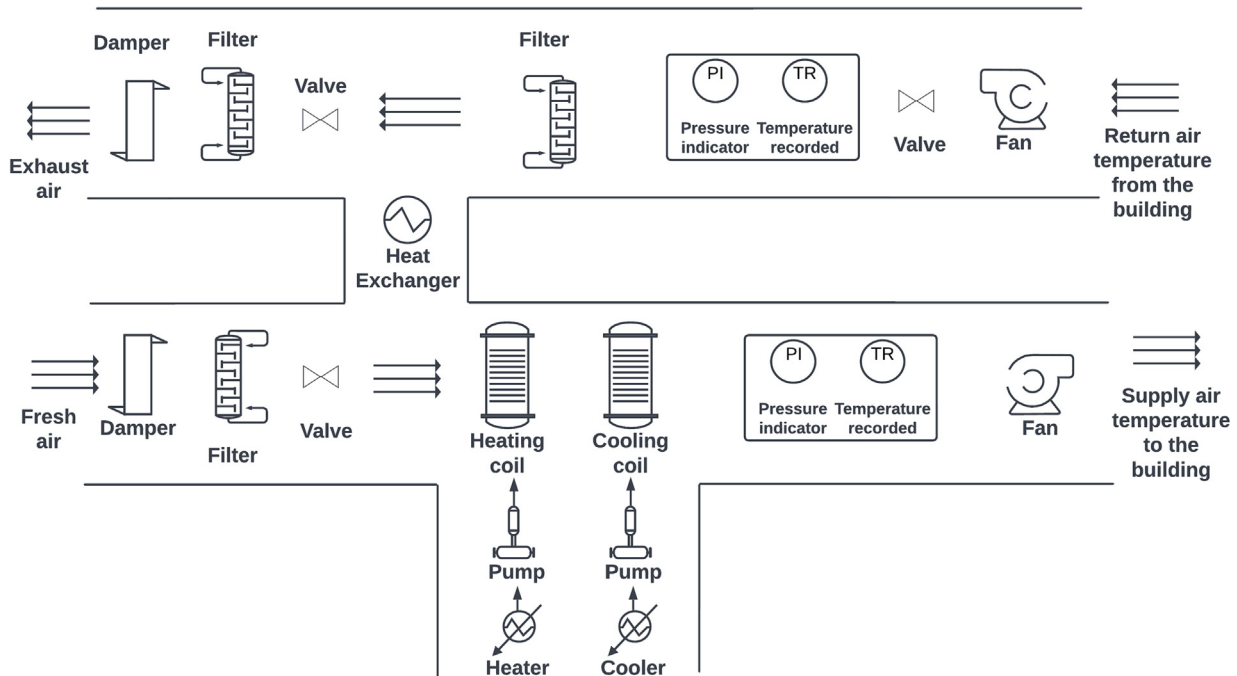 Damper
Filter
Filter
Valve
PI
TR
Pressure indicator
Temperature recorded
Valve
Fan
Exhaust
air
Return air
temperature
from the
building
Heat
Exchanger
Fresh
air
Damper
Filter
Valve
Heating
coil
Cooling
coil
PI
TR
Pressure indicator
Temperature recorded
Fan
Supply air
temperature
to the
building
Pump
Pump
Heater
Cooler